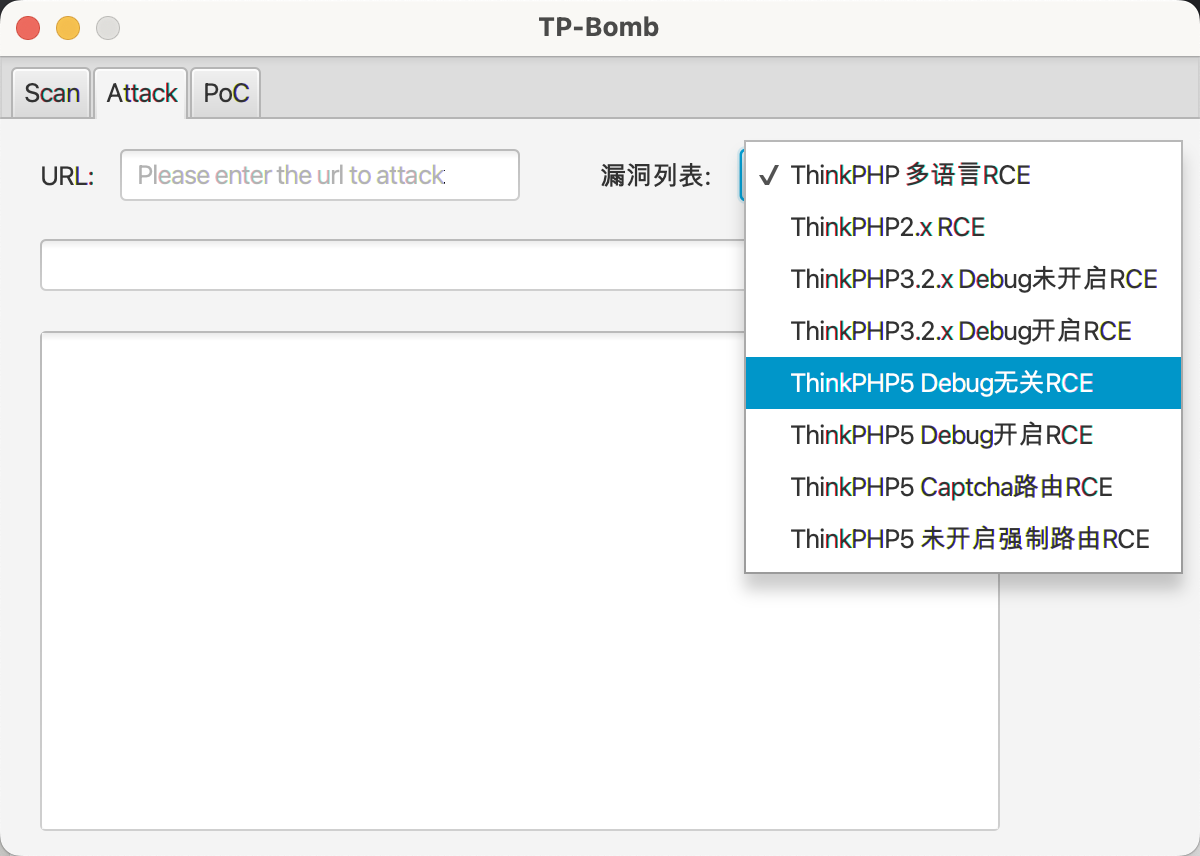 TP-Bomb
Scan Attack PoC
URL: Please enter the url to attack: 漏洞列表:
✓ ThinkPHP 多语言RCE
ThinkPHP2.x RCE
ThinkPHP3.2.x Debug未开启RCE
ThinkPHP3.2.x Debug开启RCE
ThinkPHP5 Debug无关RCE
ThinkPHP5 Debug开启RCE
ThinkPHP5 Captcha路由RCE
ThinkPHP5 未开启强制路由RCE